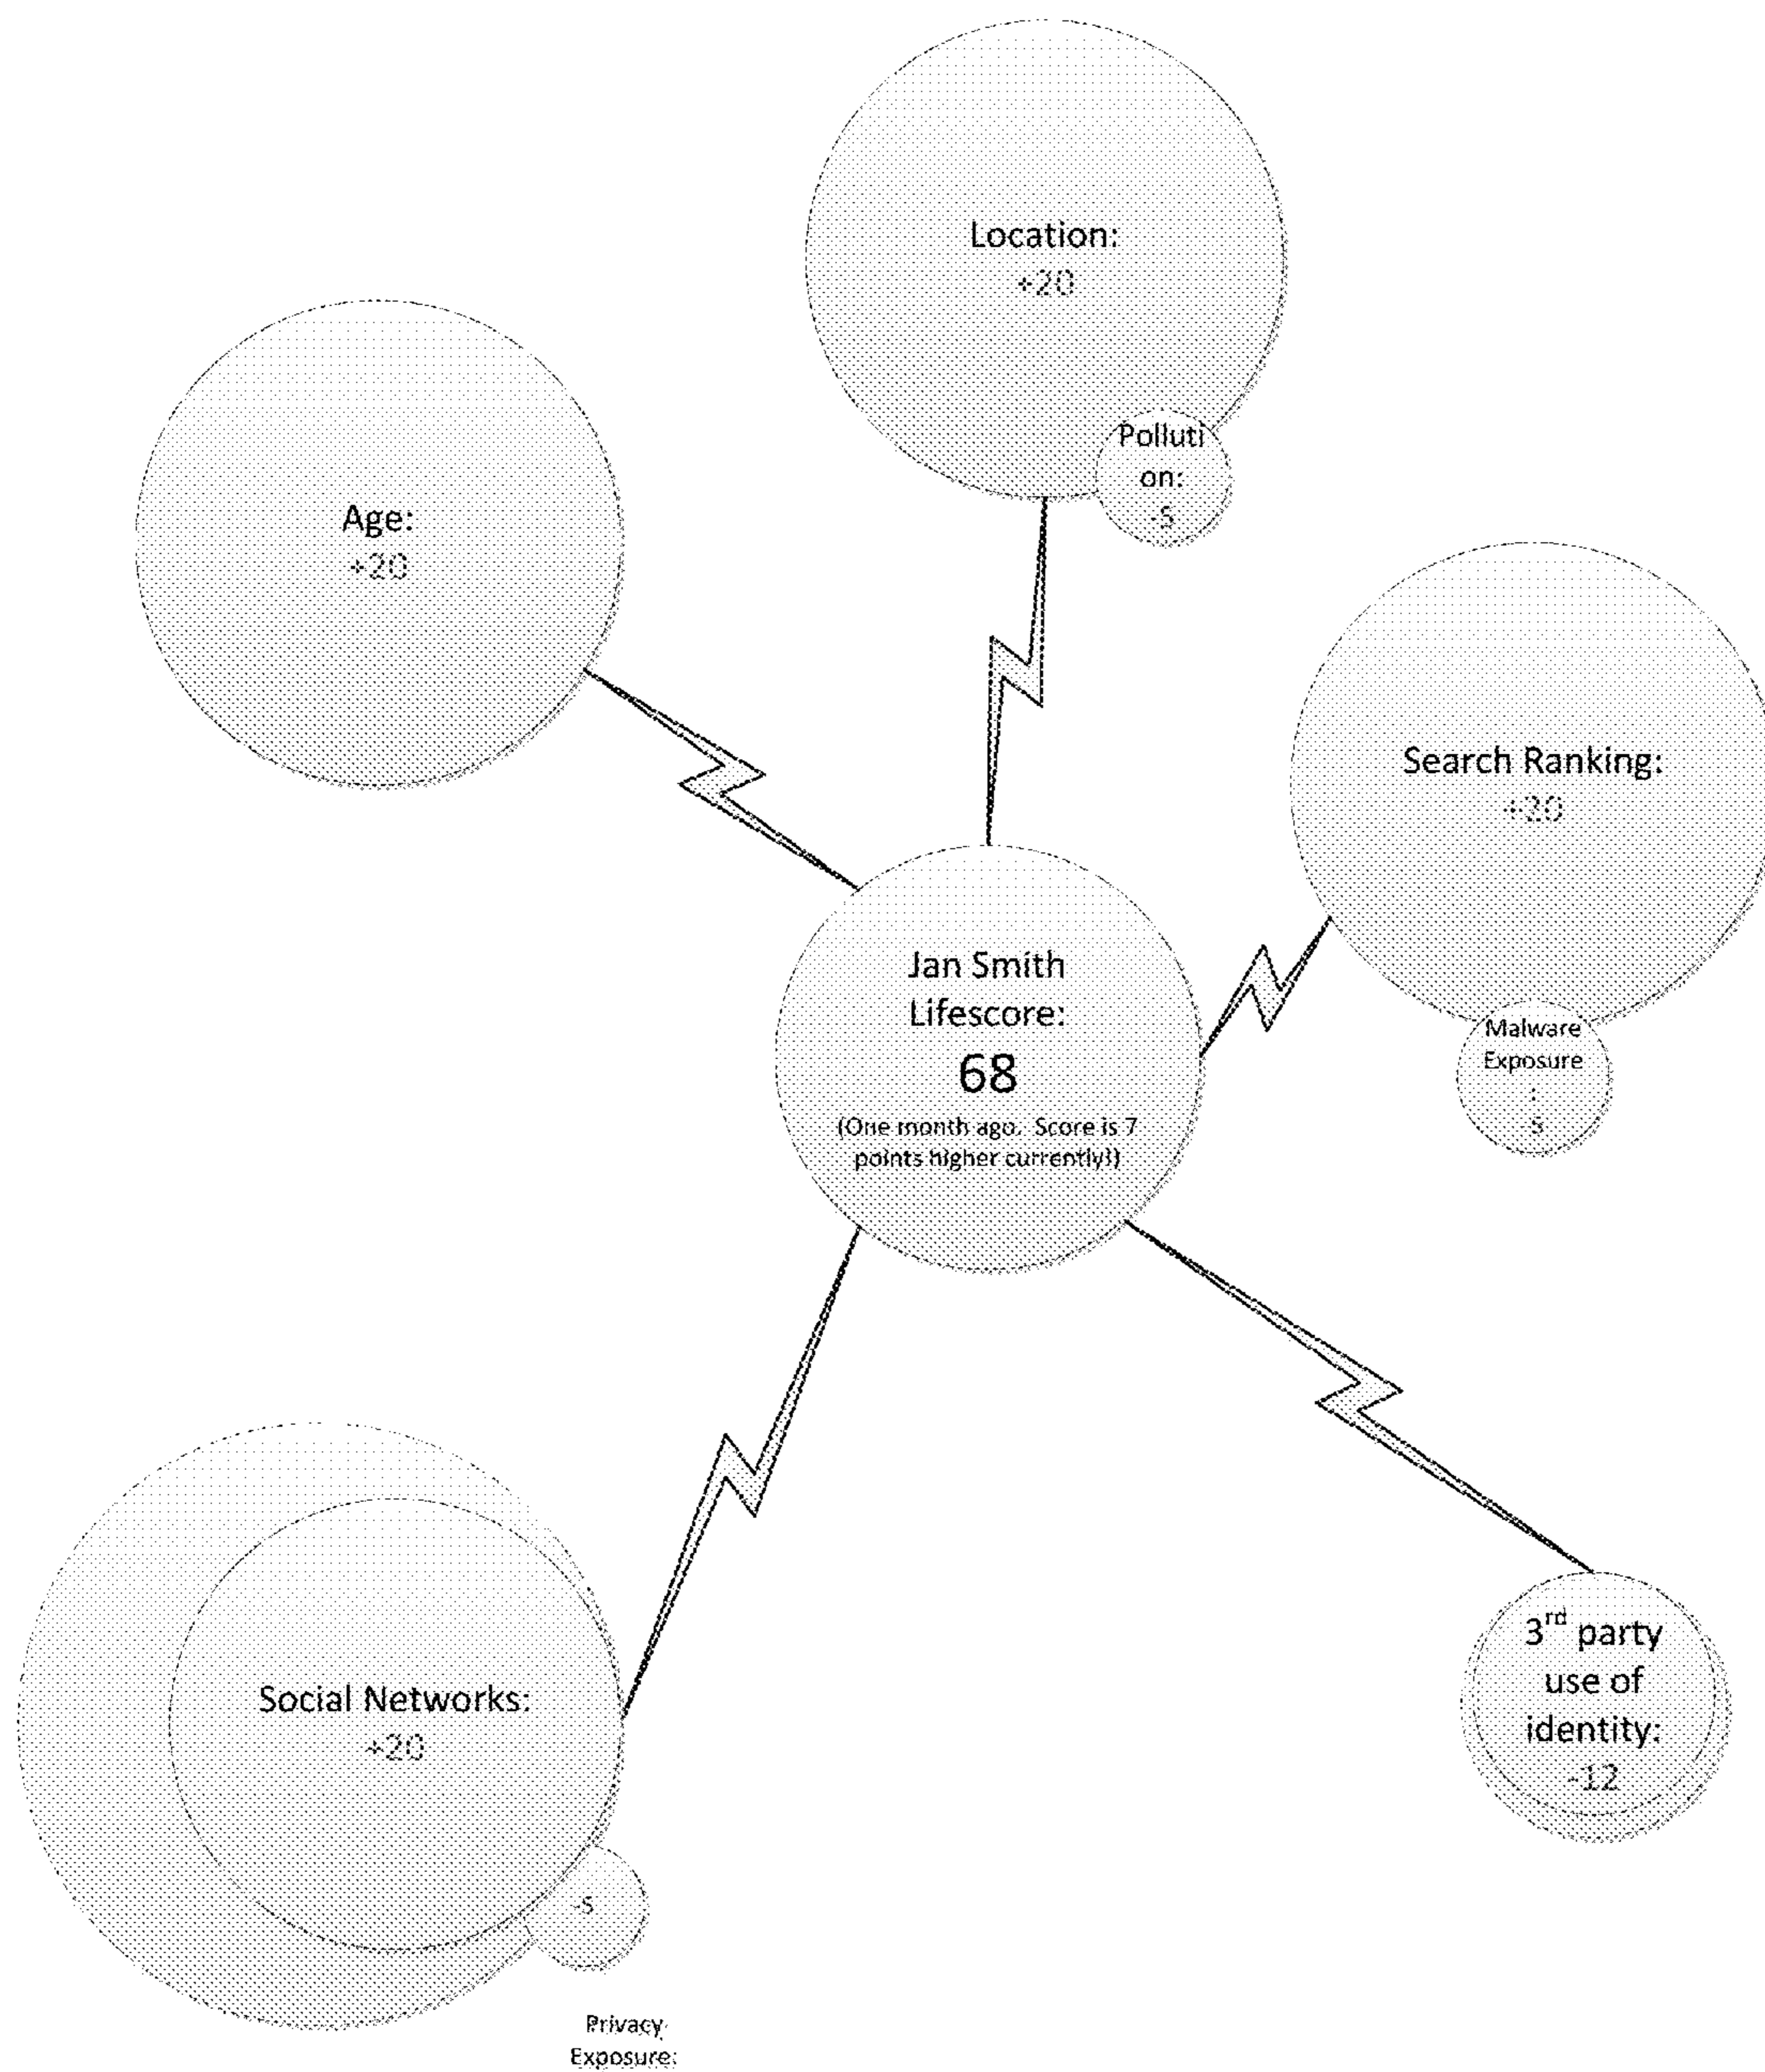 Location:
+20
Polluti
on:
-5
Age:
+20
Search Ranking:
+20
Malware
Exposure
:
-5
Jan Smith
Lifescore:
68
(One month ago. Score is 7
points higher currently!)
Social Networks:
+20
-5
Privacy
Exposure:
3rd party
use of
identity:
-12